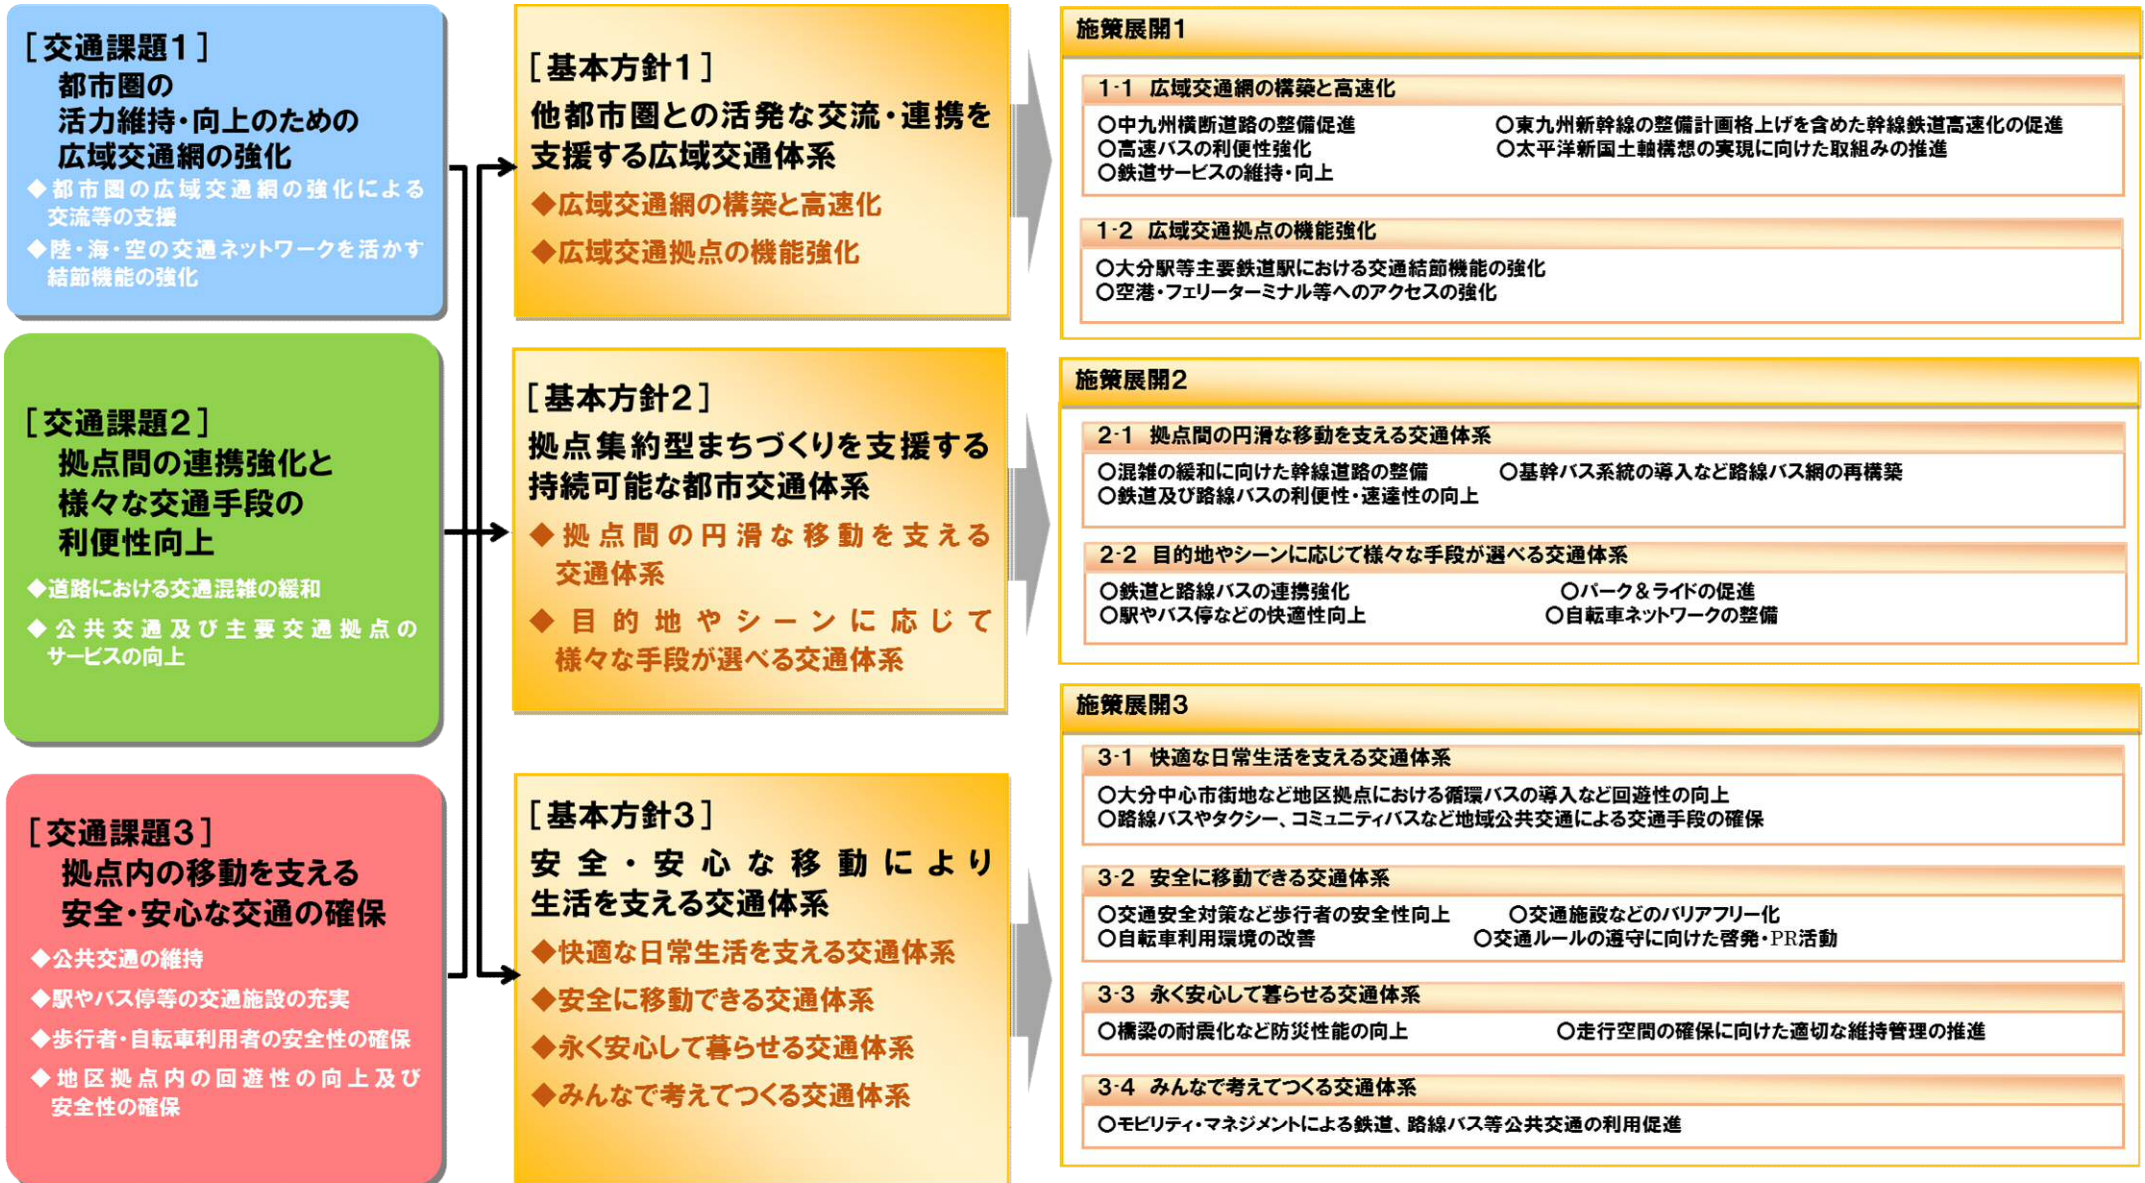 ［交通課題1］
都市圏の
活力維持・向上のための
広域交通網の強化
◆都市圏の広域交通網の強化による
交流等の支援
◆陸・海・空の交通ネットワークを活かす
結節機能の強化
［交通課題2］
拠点間の連携強化と
様々な交通手段の
利便性向上
◆道路における交通混雑の緩和
◆公共交通及び主要交通拠点の
サービスの向上
［交通課題3］
拠点内の移動を支える
安全・安心な交通の確保
◆公共交通の維持
◆駅やバス停等の交通施設の充実
◆歩行者・自転車利用者の安全性の確保
◆地区拠点内の回遊性の向上及び
安全性の確保
［基本方針1］
他都市圏との活発な交流・連携を
支援する広域交通体系
◆広域交通網の構築と高速化
◆広域交通拠点の機能強化
［基本方針2］
拠点集約型まちづくりを支援する
持続可能な都市交通体系
◆拠点間の円滑な移動を支える
交通体系
◆目的地やシーンに応じて
様々な手段が選べる交通体系
［基本方針3］
安全・安心な移動により
生活を支える交通体系
◆快適な日常生活を支える交通体系
◆安全に移動できる交通体系
◆永く安心して暮らせる交通体系
◆みんなで考えてつくる交通体系
施策展開1
1-1 広域交通網の構築と高速化
〇中九州横断道路の整備促進 〇東九州新幹線の整備計画格上げを含めた幹線鉄道高速化の促進
〇高速バスの利便性強化 〇太平洋新国土軸構想の実現に向けた取組みの推進
〇鉄道サービスの維持・向上
1-2 広域交通拠点の機能強化
〇大分駅等主要鉄道駅における交通結節機能の強化
〇空港・フェリーターミナル等へのアクセスの強化
施策展開2
2-1 拠点間の円滑な移動を支える交通体系
〇混雑の緩和に向けた幹線道路の整備 〇基幹バス系統の導入など路線バス網の再構築
〇鉄道及び路線バスの利便性・速達性の向上
2-2 目的地やシーンに応じて様々な手段が選べる交通体系
〇鉄道と路線バスの連携強化 〇パーク＆ライドの促進
〇駅やバス停などの快適性向上 〇自転車ネットワークの整備
施策展開3
3-1 快適な日常生活を支える交通体系
〇大分中心市街地など地区拠点における循環バスの導入など回遊性の向上
〇路線バスやタクシー、コミュニティバスなど地域公共交通による交通手段の確保
3-2 安全に移動できる交通体系
〇交通安全対策など歩行者の安全性向上 〇交通施設などのバリアフリー化
〇自転車利用環境の改善 〇交通ルールの遵守に向けた啓発・PR活動
3-3 永く安心して暮らせる交通体系
〇橋梁の耐震化など防災性能の向上 〇走行空間の確保に向けた適切な維持管理の推進
3-4 みんなで考えてつくる交通体系
〇モビリティ・マネジメントによる鉄道、路線バス等公共交通の利用促進